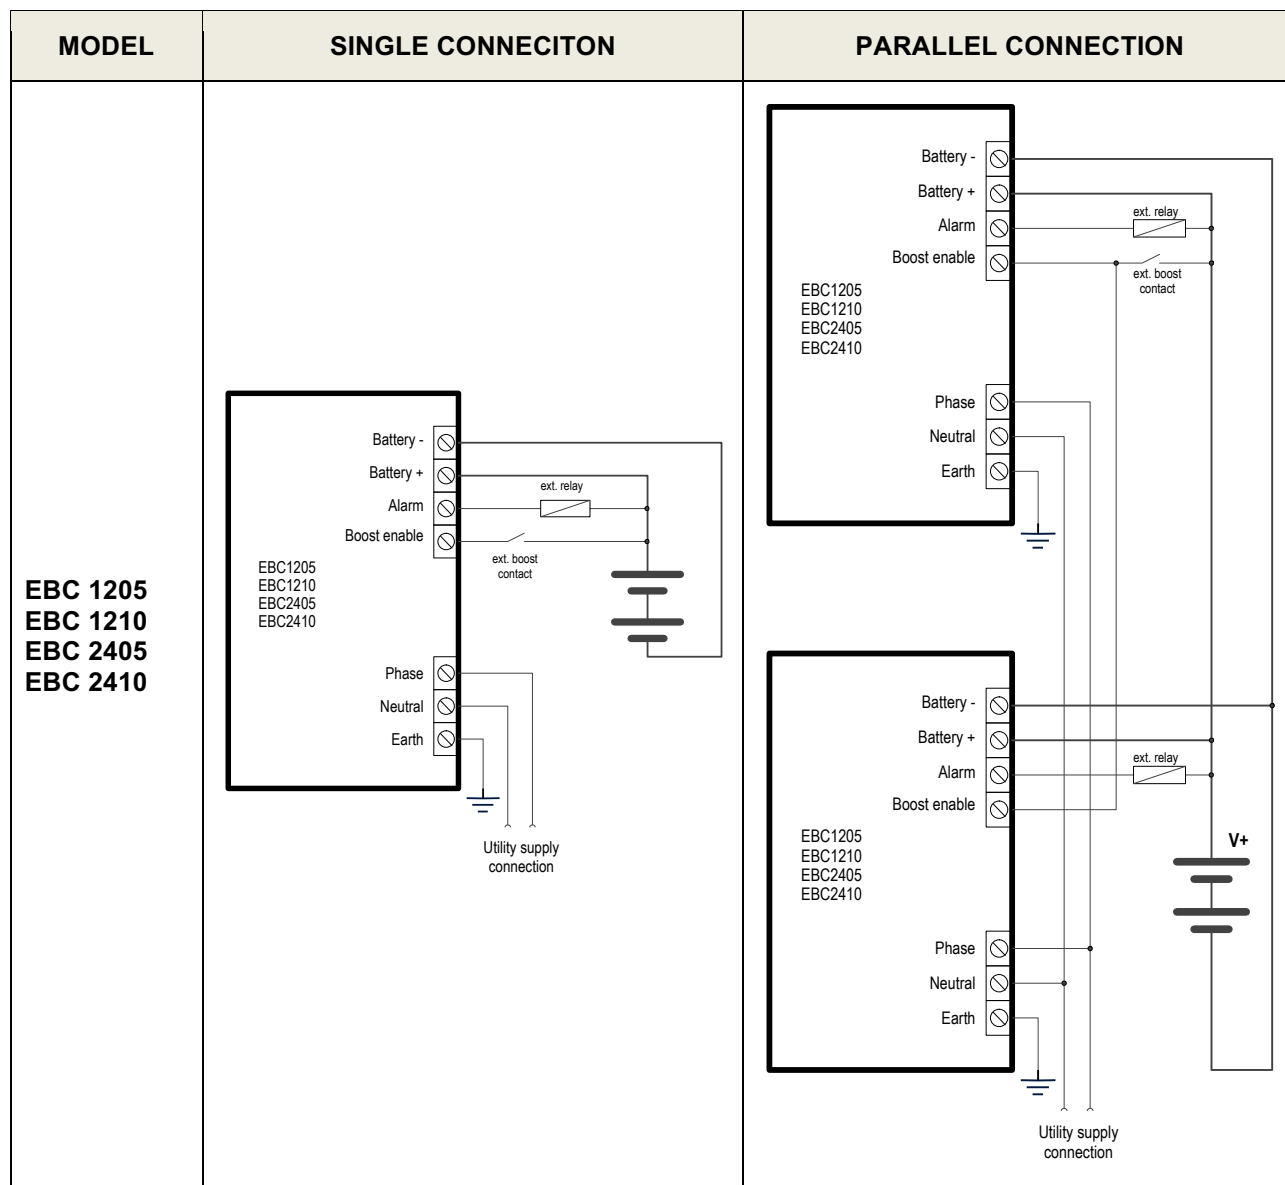 MODEL
SINGLE CONNECITON
PARALLEL CONNECTION
EBC 1205
EBC 1210
EBC 2405
EBC 2410
Battery -
Battery +
Alarm
Boost enable
ext. relay
ext. boost
contact
EBC1205
EBC1210
EBC2405
EBC2410
Phase
Neutral
Earth
Utility supply
connection
Battery -
Battery +
Alarm
Boost enable
ext. relay
ext. boost
contact
EBC1205
EBC1210
EBC2405
EBC2410
Phase
Neutral
Earth
Battery -
Battery +
Alarm
Boost enable
ext. relay
EBC1205
EBC1210
EBC2405
EBC2410
V+
Phase
Neutral
Earth
Utility supply
connection